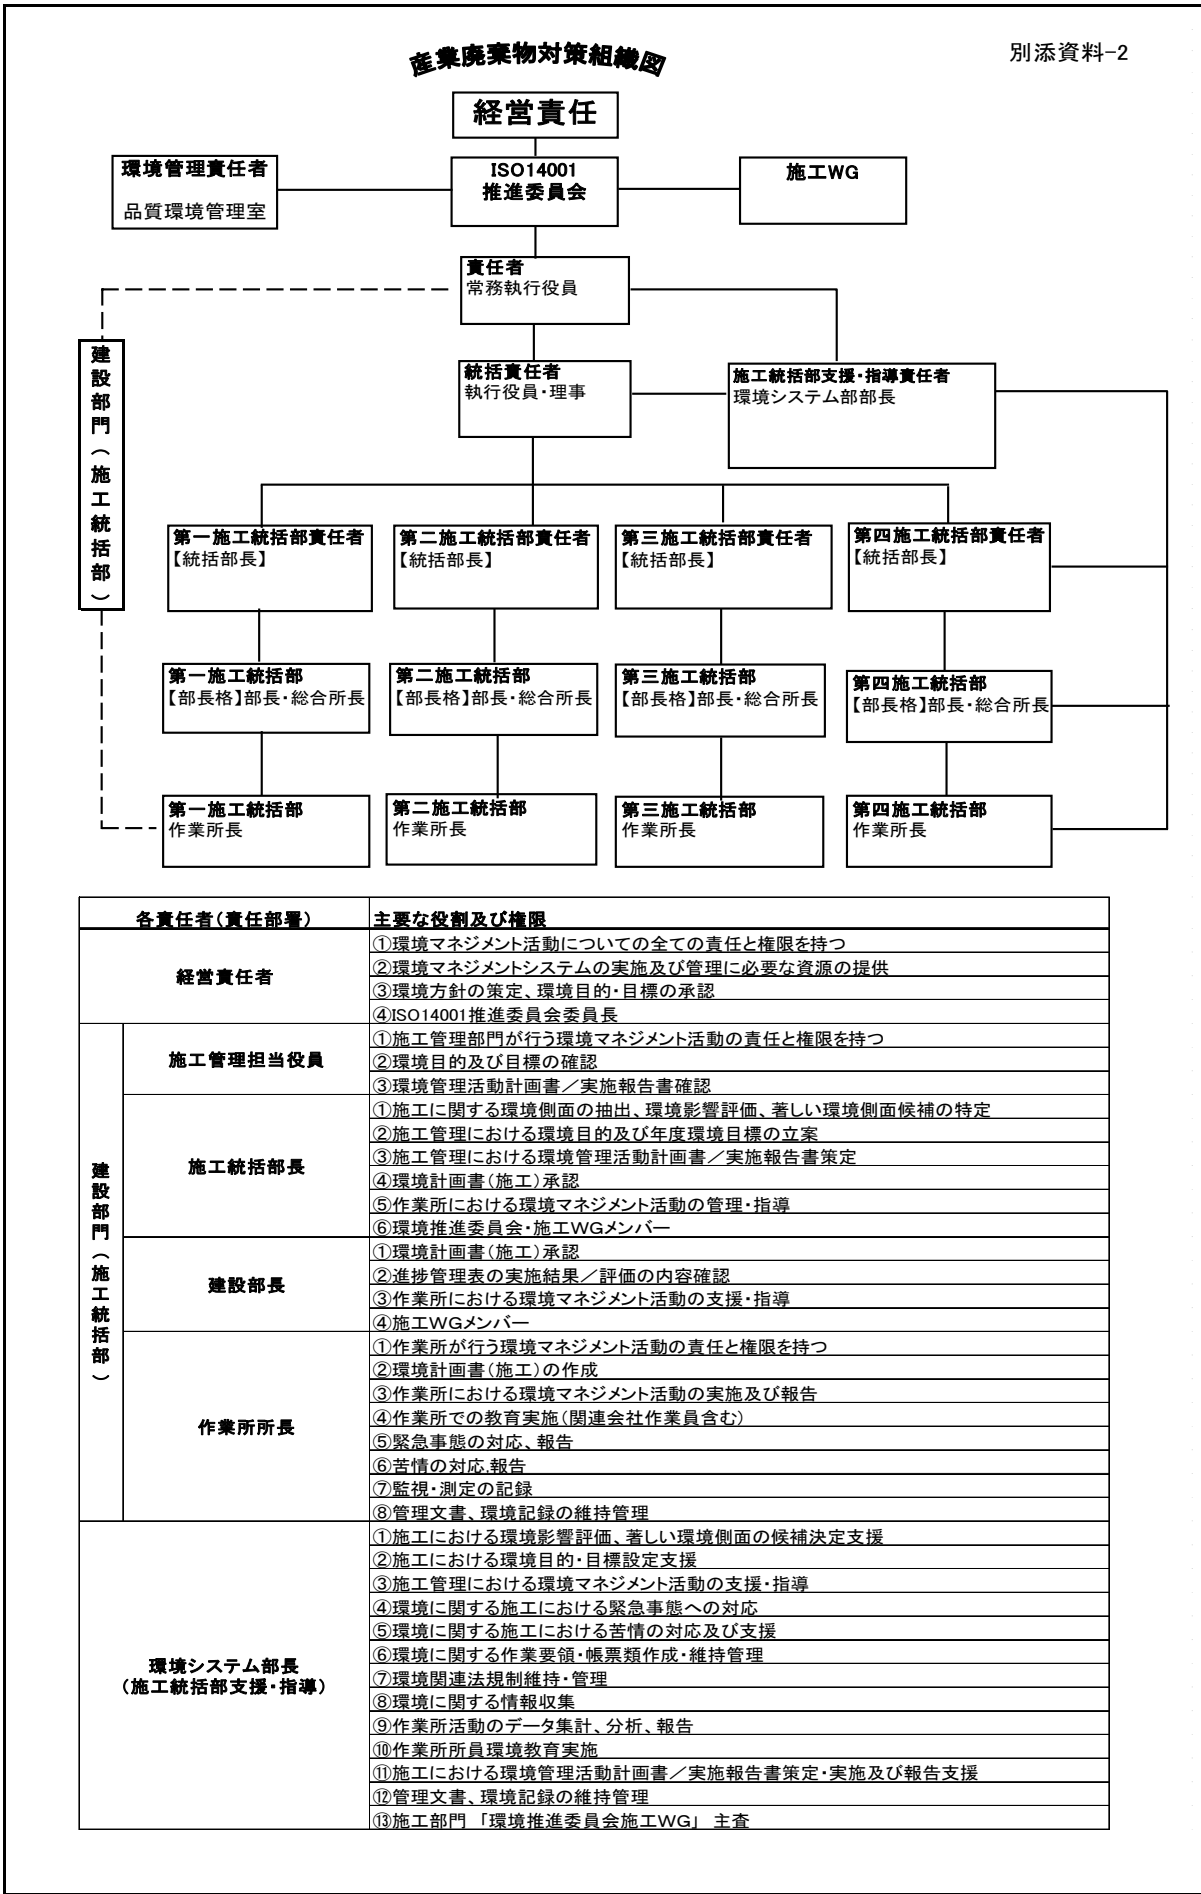 別添資料-2
産業廃棄物対策組織図
経営責任
環境管理責任者
品質環境管理室
ISO14001
推進委員会
施工WG
責任者
常務執行役員
建設部門（施工統括部）
統括責任者
執行役員・理事
施工統括部支援・指導責任者
環境システム部部長
第一施工統括部責任者
【統括部長】
第二施工統括部責任者
【統括部長】
第三施工統括部責任者
【統括部長】
第四施工統括部責任者
【統括部長】
第一施工統括部
【部長格】部長・総合所長
第二施工統括部
【部長格】部長・総合所長
第三施工統括部
【部長格】部長・総合所長
第四施工統括部
【部長格】部長・総合所長
第一施工統括部
作業所長
第二施工統括部
作業所長
第三施工統括部
作業所長
第四施工統括部
作業所長
各責任者（責任部署） 主要な役割及び権限
経営責任者
①環境マネジメント活動についての全ての責任と権限を持つ
②環境マネジメントシステムの実施及び管理に必要な資源の提供
③環境方針の策定、環境目的・目標の承認
④ISO14001推進委員会委員長
建設部門（施工統括部）
施工管理担当役員
①施工管理部門が行う環境マネジメント活動の責任と権限を持つ
②環境目的及び目標の確認
③環境管理活動計画書／実施報告書確認
施工統括部長
①施工に関する環境側面の抽出、環境影響評価、著しい環境側面候補の特定
②施工管理における環境目的及び年度環境目標の立案
③施工管理における環境管理活動計画書／実施報告書策定
④環境計画書（施工）承認
⑤作業所における環境マネジメント活動の管理・指導
⑥環境推進委員会・施工WGメンバー
建設部長
①環境計画書（施工）承認
②進捗管理表の実施結果／評価の内容確認
③作業所における環境マネジメント活動の支援・指導
④施工WGメンバー
作業所所長
①作業所が行う環境マネジメント活動の責任と権限を持つ
②環境計画書（施工）の作成
③作業所における環境マネジメント活動の実施及び報告
④作業所での教育実施（関連会社作業員含む）
⑤緊急事態の対応、報告
⑥苦情の対応.報告
⑦監視・測定の記録
⑧管理文書、環境記録の維持管理
環境システム部長
（施工統括部支援・指導）
①施工における環境影響評価、著しい環境側面の候補決定支援
②施工における環境目的・目標設定支援
③施工管理における環境マネジメント活動の支援・指導
④環境に関する施工における緊急事態への対応
⑤環境に関する施工における苦情の対応及び支援
⑥環境に関する作業要領・帳票類作成・維持管理
⑦環境関連法規制維持・管理
⑧環境に関する情報収集
⑨作業所活動のデータ集計、分析、報告
⑩作業所所員環境教育実施
⑪施工における環境管理活動計画書／実施報告書策定・実施及び報告支援
⑫管理文書、環境記録の維持管理
⑬施工部門　「環境推進委員会施工WG」　主査